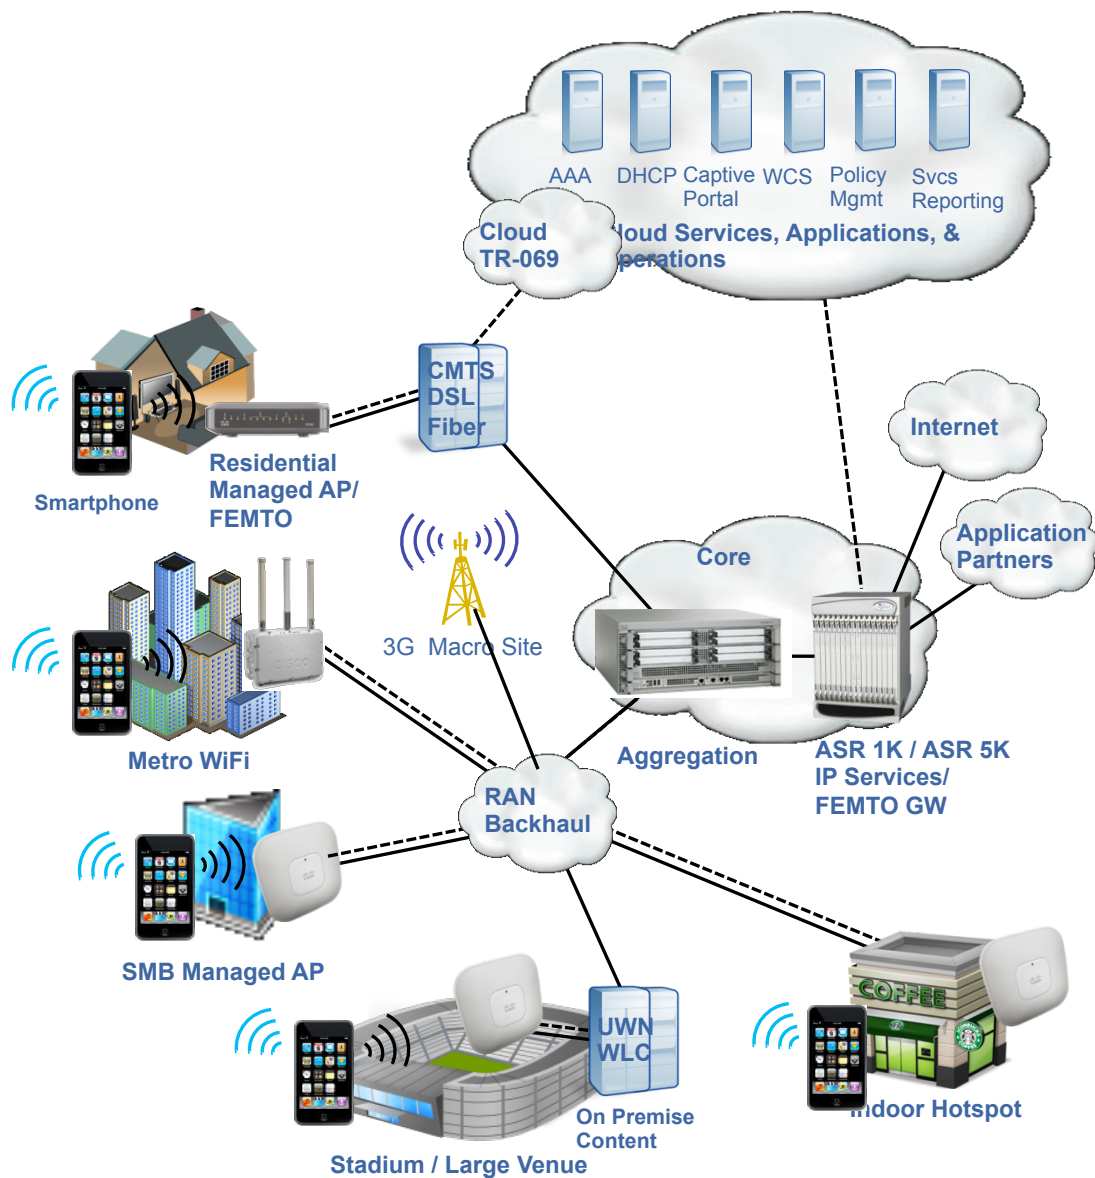 AAA
DHCP
Captive
Portal
WCS
Policy
Mgmt
Svcs
Reporting
Cloud
TR-069
loud Services, Applications, &
perations
CMTS
DSL
Fiber
Smartphone
Residential
Managed AP/
FEMTO
Internet
Application
Partners
Core
3G Macro Site
CISCO
Metro WiFi
Aggregation
ASR 1K / ASR 5K
IP Services/
FEMTO GW
RAN
Backhaul
SMB Managed AP
COFFEE
UWN
WLC
On Premise
Content
Stadium / Large Venue
Indoor Hotspot